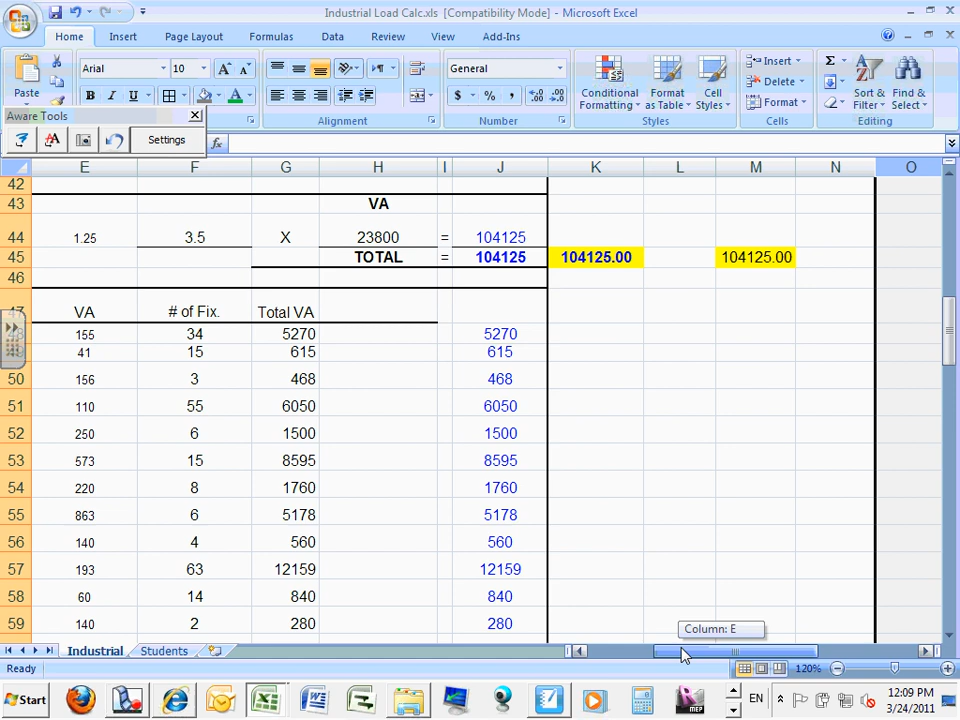 Industrial Load Calc.xls [Compatibility Mode] - Microsoft Excel
Home Insert Page Layout Formulas Data Review View Add-Ins
Arial 10 General
Paste Conditional Formatting Format as Table Cell Styles Insert Delete Format Sort & Filter Find & Select
B I U A $ % , Σ
Alignment Number Styles Cells Editing
Aware Tools
Settings
fx
E F G H I J K L M N O
42
43 VA
44 1.25 3.5 X 23800 = 104125
45 TOTAL = 104125 104125.00 104125.00
46
47 VA # of Fix. Total VA
155 34 5270 5270
41 15 615 615
50 156 3 468 468
51 110 55 6050 6050
52 250 6 1500 1500
53 573 15 8595 8595
54 220 8 1760 1760
55 863 6 5178 5178
56 140 4 560 560
57 193 63 12159 12159
58 60 14 840 840
59 140 2 280 280
Column: E
Industrial Students
Ready 120%
Start MEP EN 12:09 PM
3/24/2011